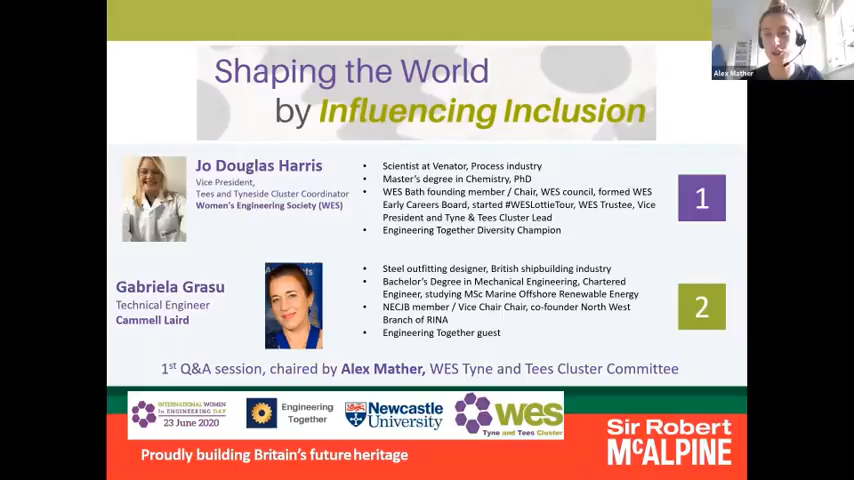 Alex Mather
Shaping the World
by Influencing Inclusion
Jo Douglas Harris
Vice President,
Tees and Tyneside Cluster Coordinator
Women's Engineering Society (WES)
• Scientist at Venator, Process industry
• Master's degree in Chemistry, PhD
• WES Bath founding member / Chair, WES council, formed WES
Early Careers Board, started #WESLottieTour, WES Trustee, Vice
President and Tyne & Tees Cluster Lead
• Engineering Together Diversity Champion
1
Gabriela Grasu
Technical Engineer
Cammell Laird
• Steel outfitting designer, British shipbuilding industry
• Bachelor's Degree in Mechanical Engineering, Chartered
Engineer, studying MSc Marine Offshore Renewable Energy
• NECJB member / Vice Chair Chair, co-founder North West
Branch of RINA
• Engineering Together guest
2
1st Q&A session, chaired by Alex Mather, WES Tyne and Tees Cluster Committee
INTERNATIONAL WOMEN
IN ENGINEERING DAY
23 June 2020
Engineering
Together
Newcastle
University
wes
Tyne and Tees Cluster
Sir Robert
McALPINE
Proudly building Britain's future heritage